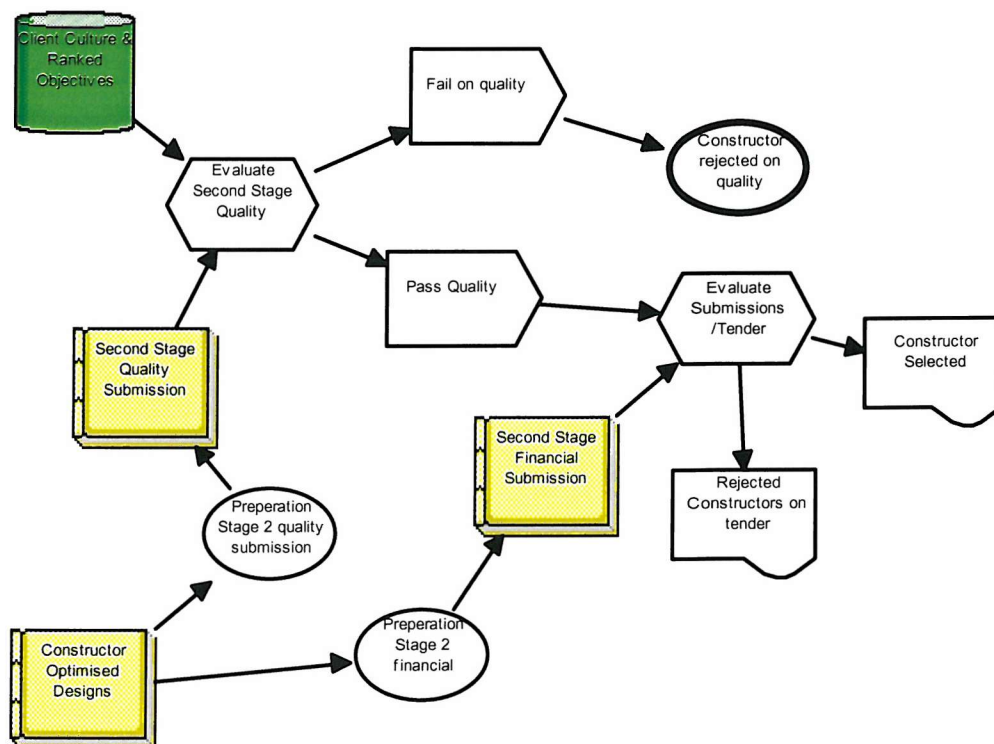 Client Culture &
Ranked
Objectives
Fail on quality
Constructor
rejected on
quality
Evaluate
Second Stage
Quality
Pass Quality
Evaluate
Submissions
/Tender
Constructor
Selected
Second Stage
Quality
Submission
Second Stage
Financial
Submission
Rejected
Constructors on
tender
Preperation
Stage 2 quality
submission
Preperation
Stage 2
financial
Constructor
Optimised
Designs